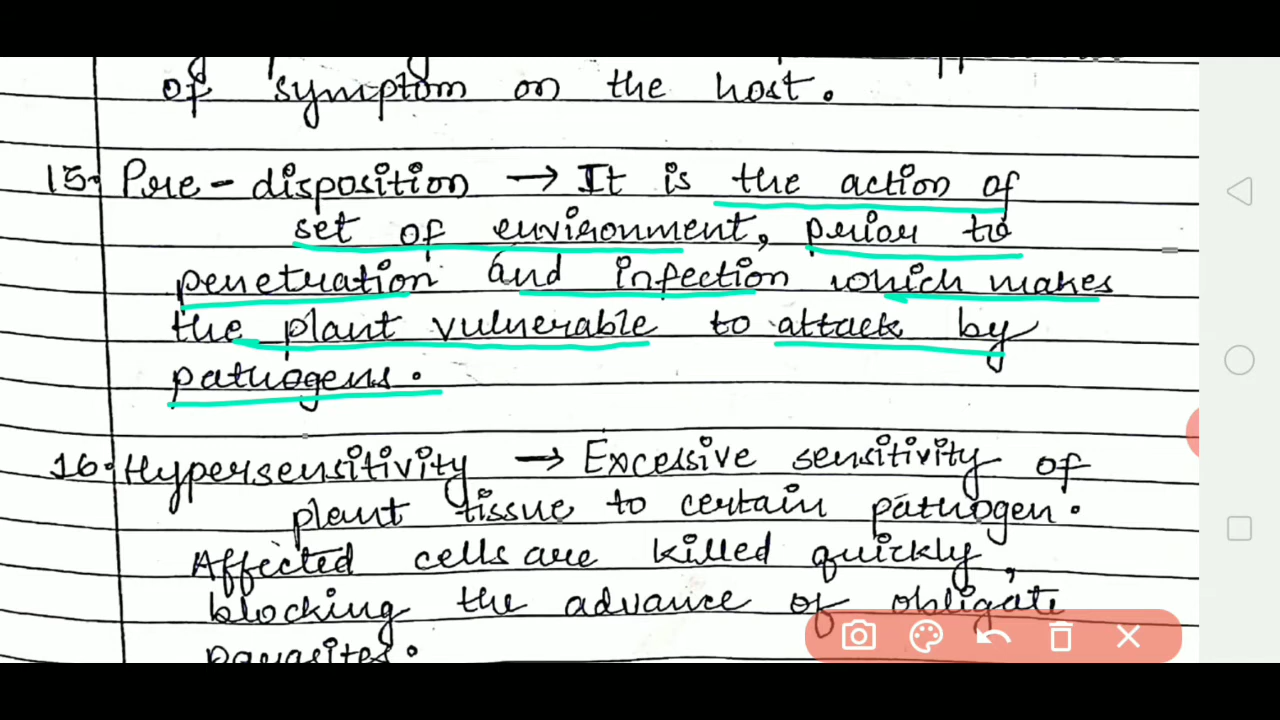 of symptom on the host.
15. Pre-disposition → It is the action of
set of environment, prior to
penetration and infection which makes
the plant vulnerable to attack by
pathogens.
16. Hypersensitivity → Excessive sensitivity of
plant tissue to certain pathogen.
Affected cells are killed quickly,
blocking the advance of obligate
parasites.